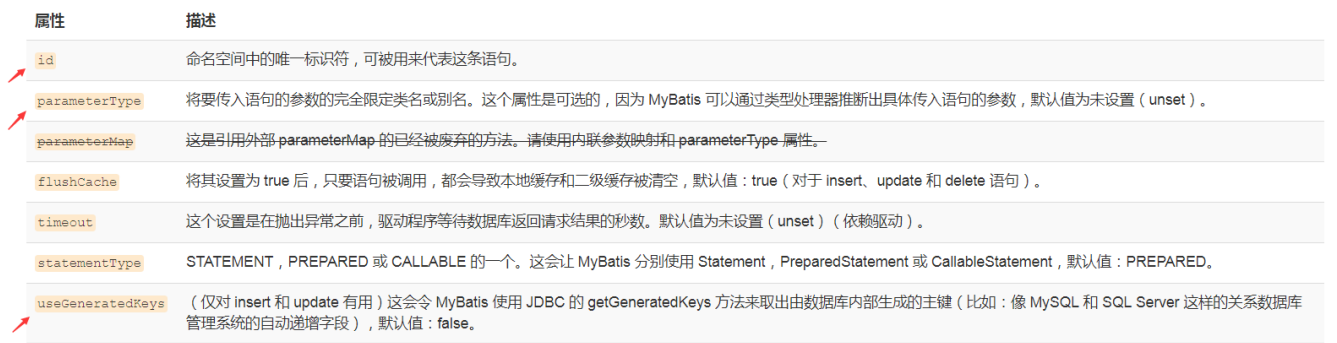 属性 描述
id 命名空间中的唯一标识符，可被用来代表这条语句。
parameterType 将要传入语句的参数的完全限定类名或别名。这个属性是可选的，因为 MyBatis 可以通过类型处理器推断出具体传入语句的参数，默认值为未设置（unset）。
parameterMap 这是引用外部 parameterMap 的已经被废弃的方法。请使用内联参数映射和 parameterType 属性。
flushCache 将其设置为 true 后，只要语句被调用，都会导致本地缓存和二级缓存被清空，默认值：true（对于 insert、update 和 delete 语句）。
timeout 这个设置是在抛出异常之前，驱动程序等待数据库返回请求结果的秒数。默认值为未设置（unset）（依赖驱动）。
statementType STATEMENT，PREPARED 或 CALLABLE 的一个。这会让 MyBatis 分别使用 Statement，PreparedStatement 或 CallableStatement，默认值：PREPARED。
useGeneratedKeys （仅对 insert 和 update 有用）这会令 MyBatis 使用 JDBC 的 getGeneratedKeys 方法来取出由数据库内部生成的主键（比如：像 MySQL 和 SQL Server 这样的关系数据库
管理系统的自动递增字段），默认值：false。